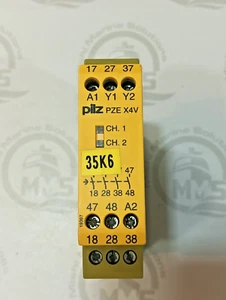 17 27 37
A1 Y1 Y2
pilz PZE X4V
CH. 1
CH. 2
35K6
47
18 28 38 48
47 48 A2
18 28 38